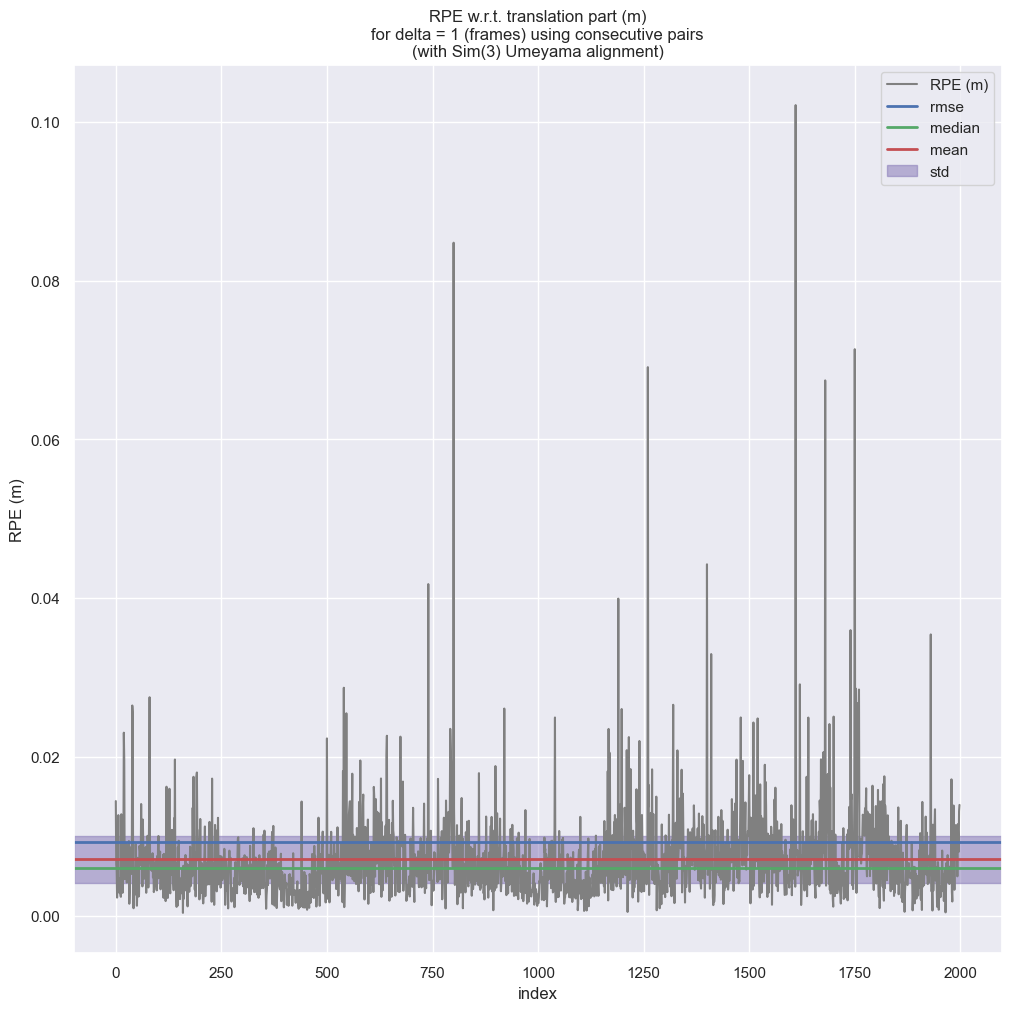 RPE w.r.t. translation part (m)
for delta = 1 (frames) using consecutive pairs
(with Sim(3) Umeyama alignment)
RPE (m)
rmse
median
mean
std
0.10
0.08
0.06
0.04
0.02
0.00
RPE (m)
0
250
500
750
1000
1250
1500
1750
2000
index